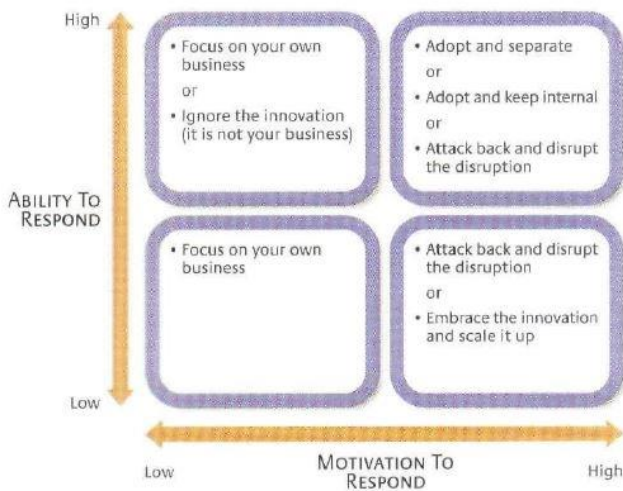 High
• Focus on your own
business
or
• Ignore the innovation
(it is not your business)
• Adopt and separate
or
• Adopt and keep internal
or
• Attack back and disrupt
the disruption
ABILITY TO
RESPOND
• Focus on your own
business
• Attack back and disrupt
the disruption
or
• Embrace the innovation
and scale it up
Low
Low
MOTIVATION TO
RESPOND
High